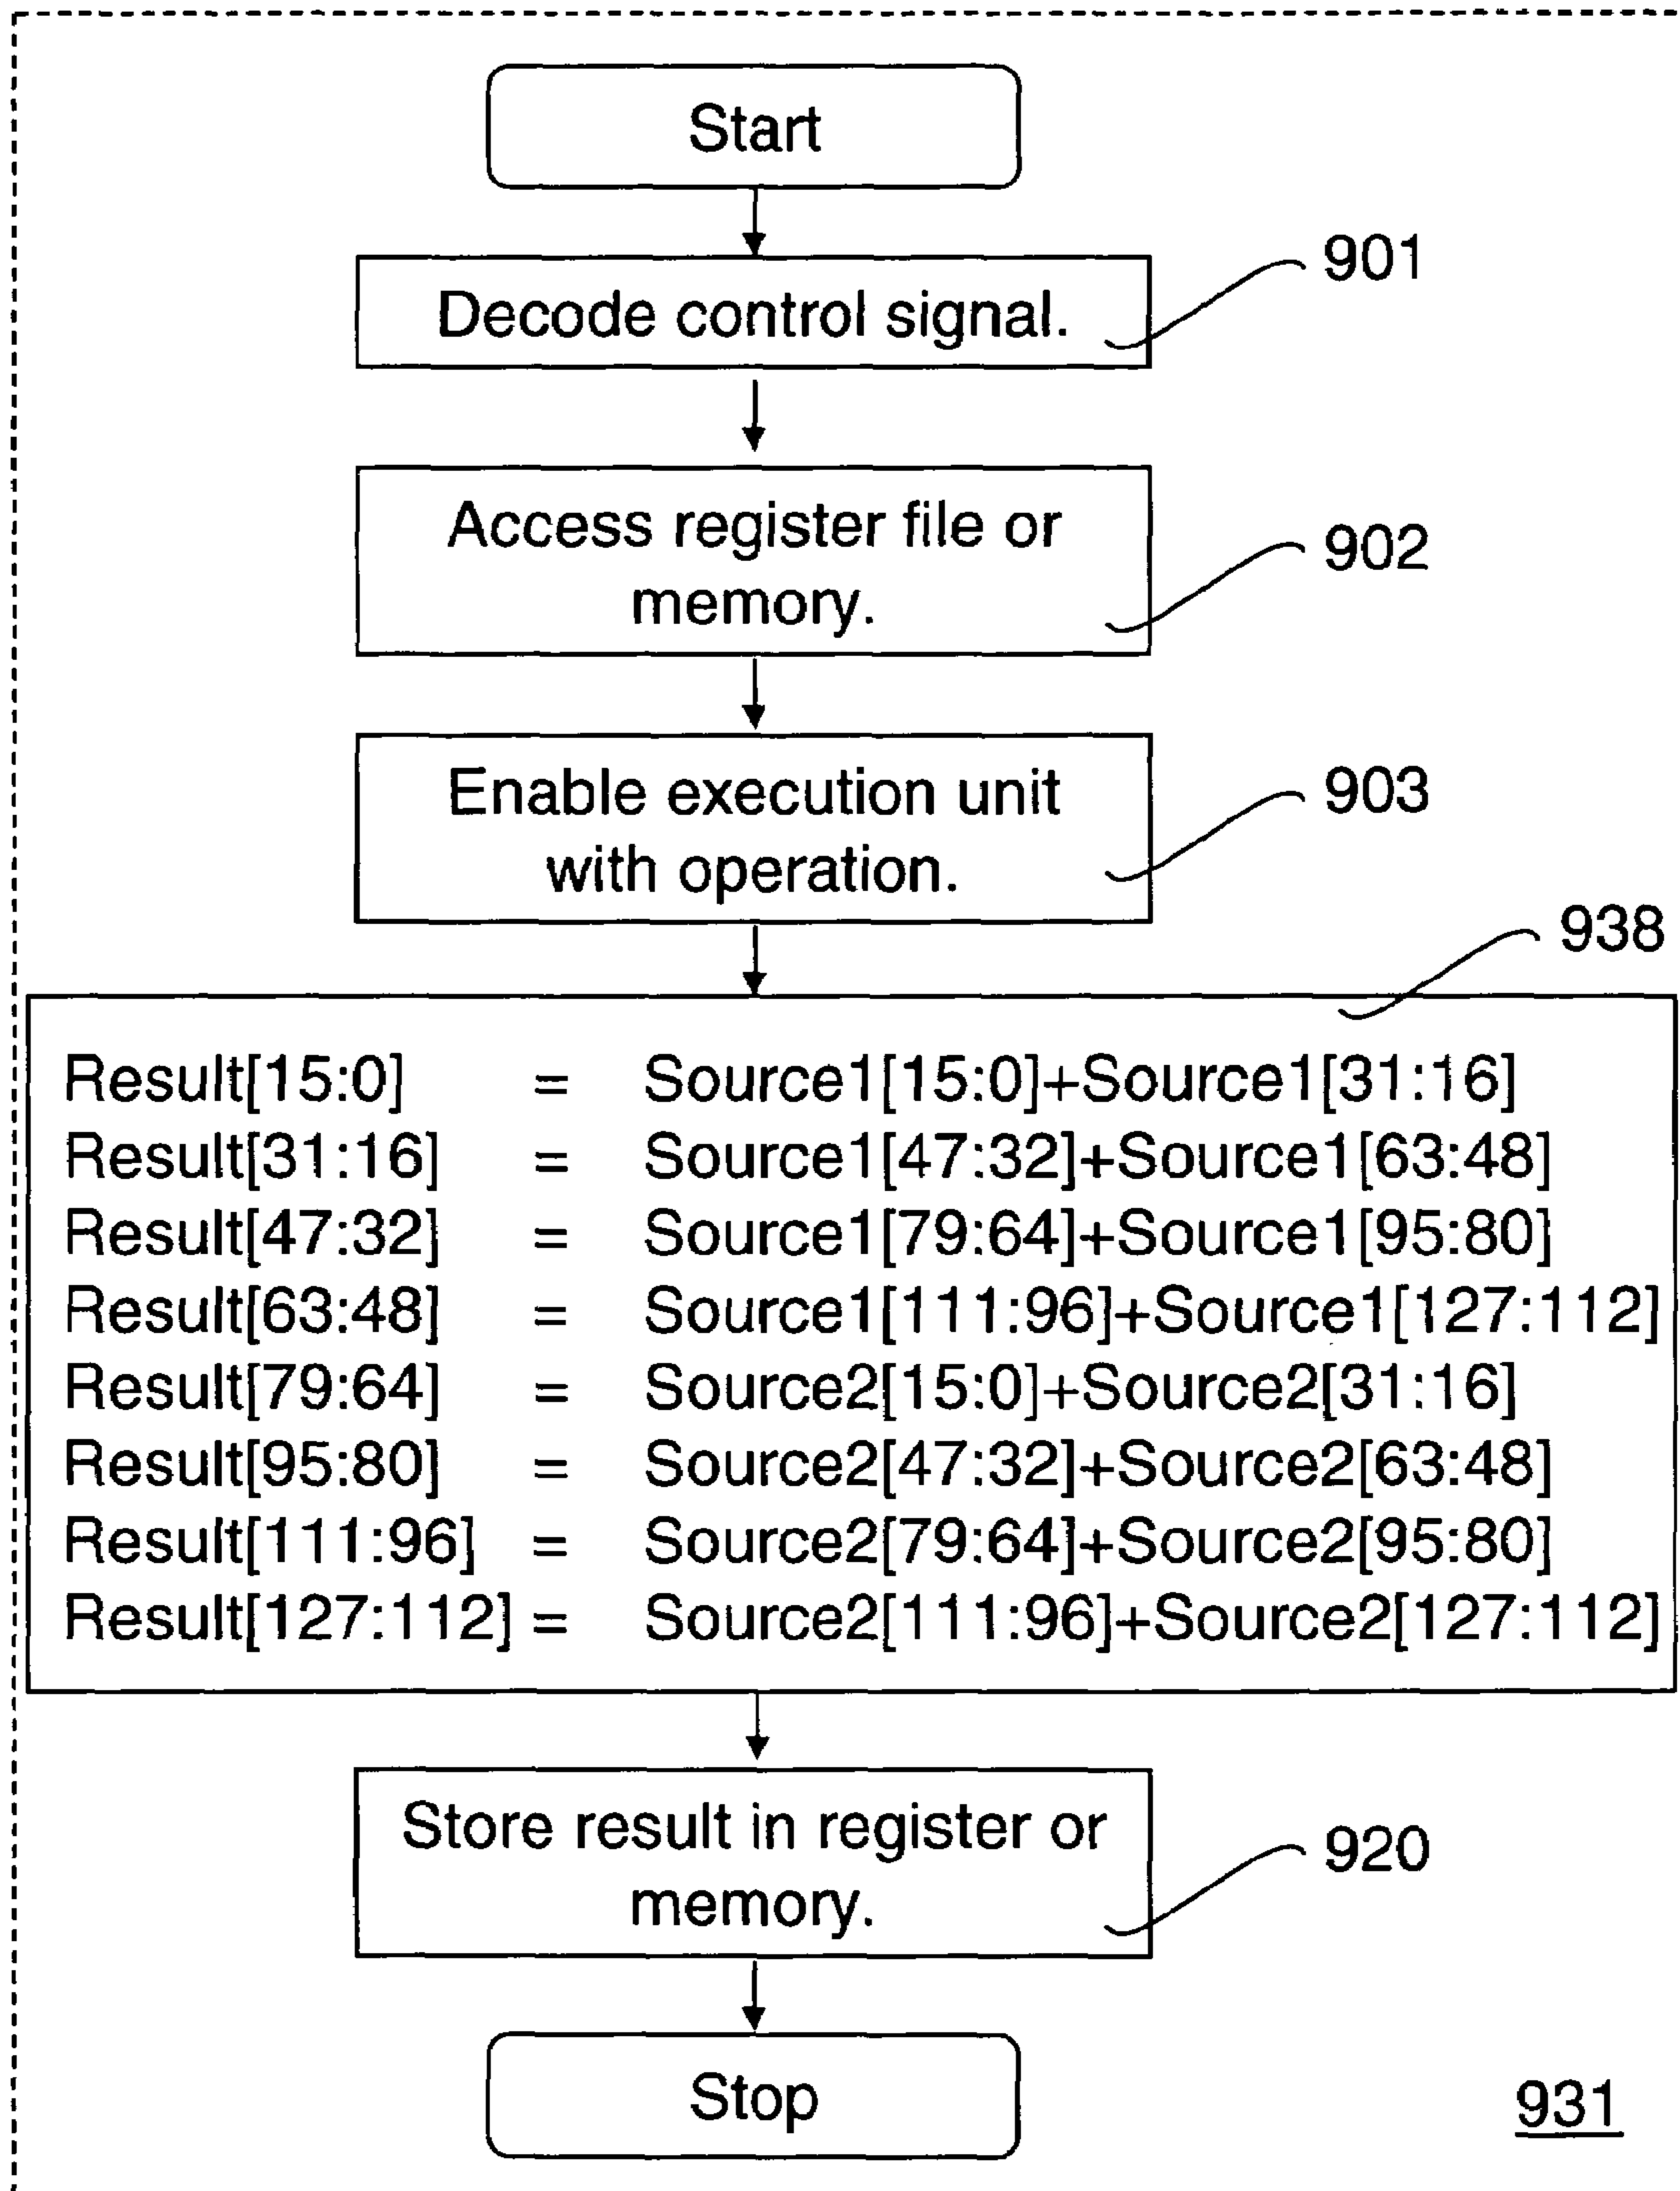 Start
Decode control signal.
901
Access register file or
memory.
902
Enable execution unit
with operation.
903
938
Result[15:0] = Source1[15:0]+Source1[31:16]
Result[31:16] = Source1[47:32]+Source1[63:48]
Result[47:32] = Source1[79:64]+Source1[95:80]
Result[63:48] = Source1[111:96]+Source1[127:112]
Result[79:64] = Source2[15:0]+Source2[31:16]
Result[95:80] = Source2[47:32]+Source2[63:48]
Result[111:96] = Source2[79:64]+Source2[95:80]
Result[127:112] = Source2[111:96]+Source2[127:112]
Store result in register or
memory.
920
Stop
931